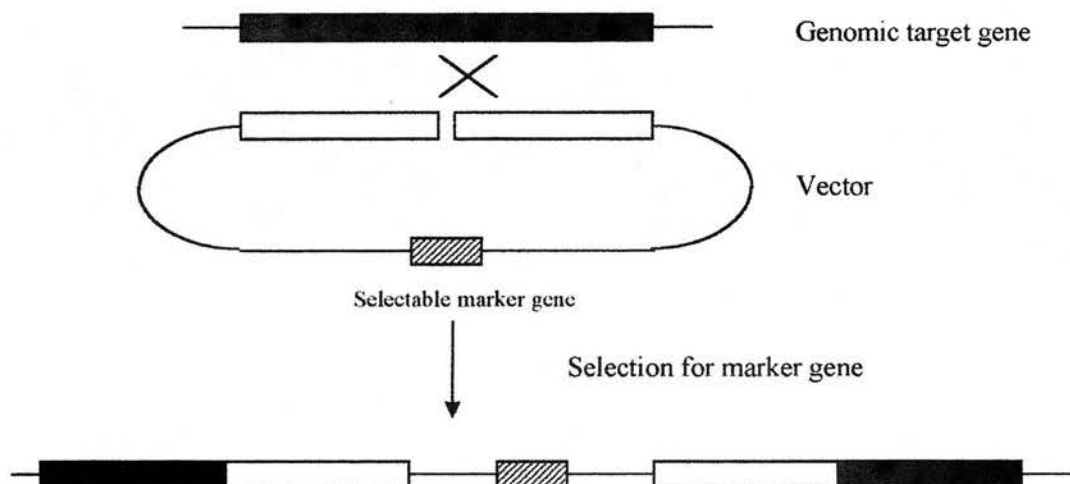 Genomic target gene
Vector
Selectable marker gene
Selection for marker gene